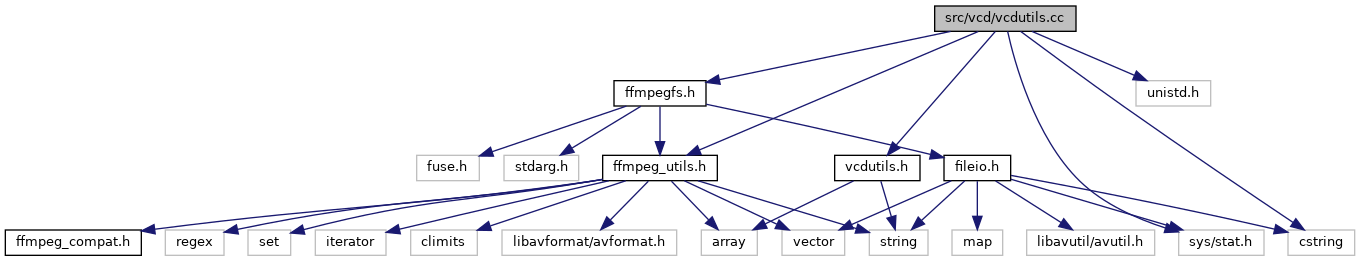 src/vcd/vcdutils.cc
ffmpegfs.h
unistd.h
fuse.h
stdarg.h
ffmpeg_utils.h
vcdutils.h
fileio.h
ffmpeg_compat.h
regex
set
iterator
climits
libavformat/avformat.h
array
vector
string
map
libavutil/avutil.h
sys/stat.h
cstring